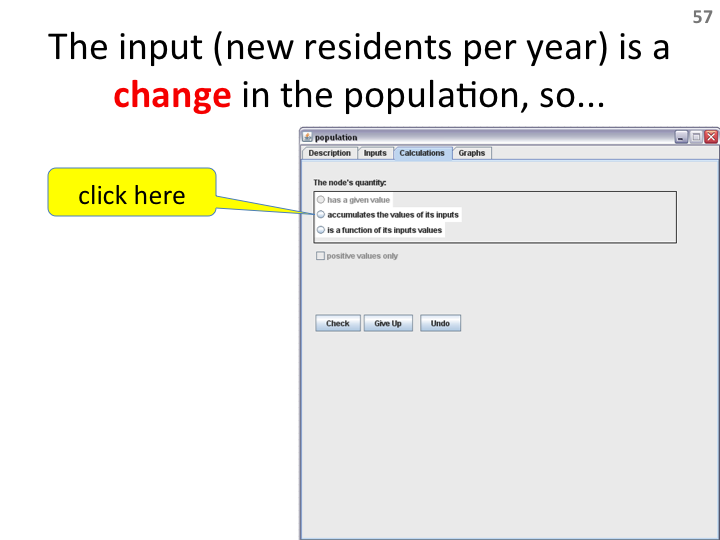 57
The input (new residents per year) is a
change in the population, so...
population
Description Inputs Calculations Graphs
click here
The node's quantity:
has a given value
accumulates the values of its inputs
is a function of its inputs values
positive values only
Check Give Up Undo